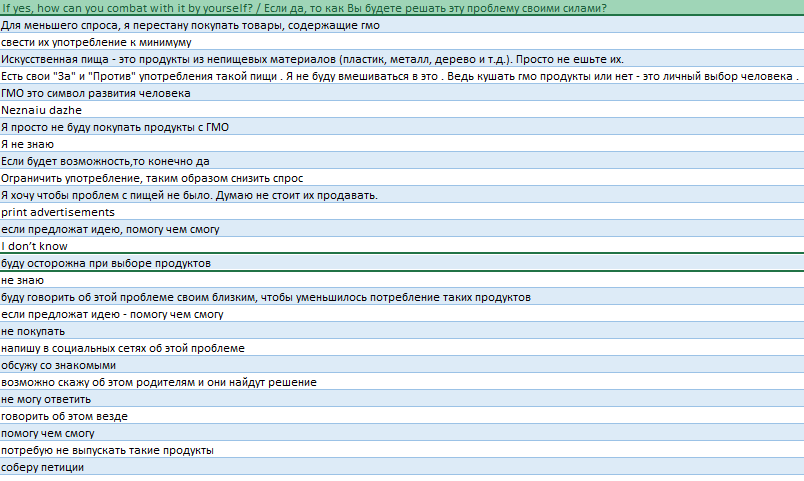 If yes, how can you combat with it by yourself? / Если да, то как Вы будете решать эту проблему своими силами?
Для меньшего спроса, я перестану покупать товары, содержащие гмо
свести их употребление к минимуму
Искусственная пища - это продукты из непищевых материалов (пластик, металл, дерево и т.д.). Просто не ешьте их.
Есть свои "За" и "Против" употребления такой пищи . Я не буду вмешиваться в это . Ведь кушать гмо продукты или нет - это личный выбор человека .
ГМО это символ развития человека
Neznaiu dazhe
Я просто не буду покупать продукты с ГМО
Я не знаю
Если будет возможность,то конечно да
Ограничить употребление, таким образом снизить спрос
Я хочу чтобы проблем с пищей не было. Думаю не стоит их продавать.
print advertisements
если предложат идею, помогу чем смогу
I don’t know
буду осторожна при выборе продуктов
не знаю
буду говорить об этой проблеме своим близким, чтобы уменьшилось потребление таких продуктов
если предложат идею - помогу чем смогу
не покупать
напишу в социальных сетях об этой проблеме
обсужу со знакомыми
возможно скажу об этом родителям и они найдут решение
не могу ответить
говорить об этом везде
помогу чем смогу
потребую не выпускать такие продукты
соберу петиции